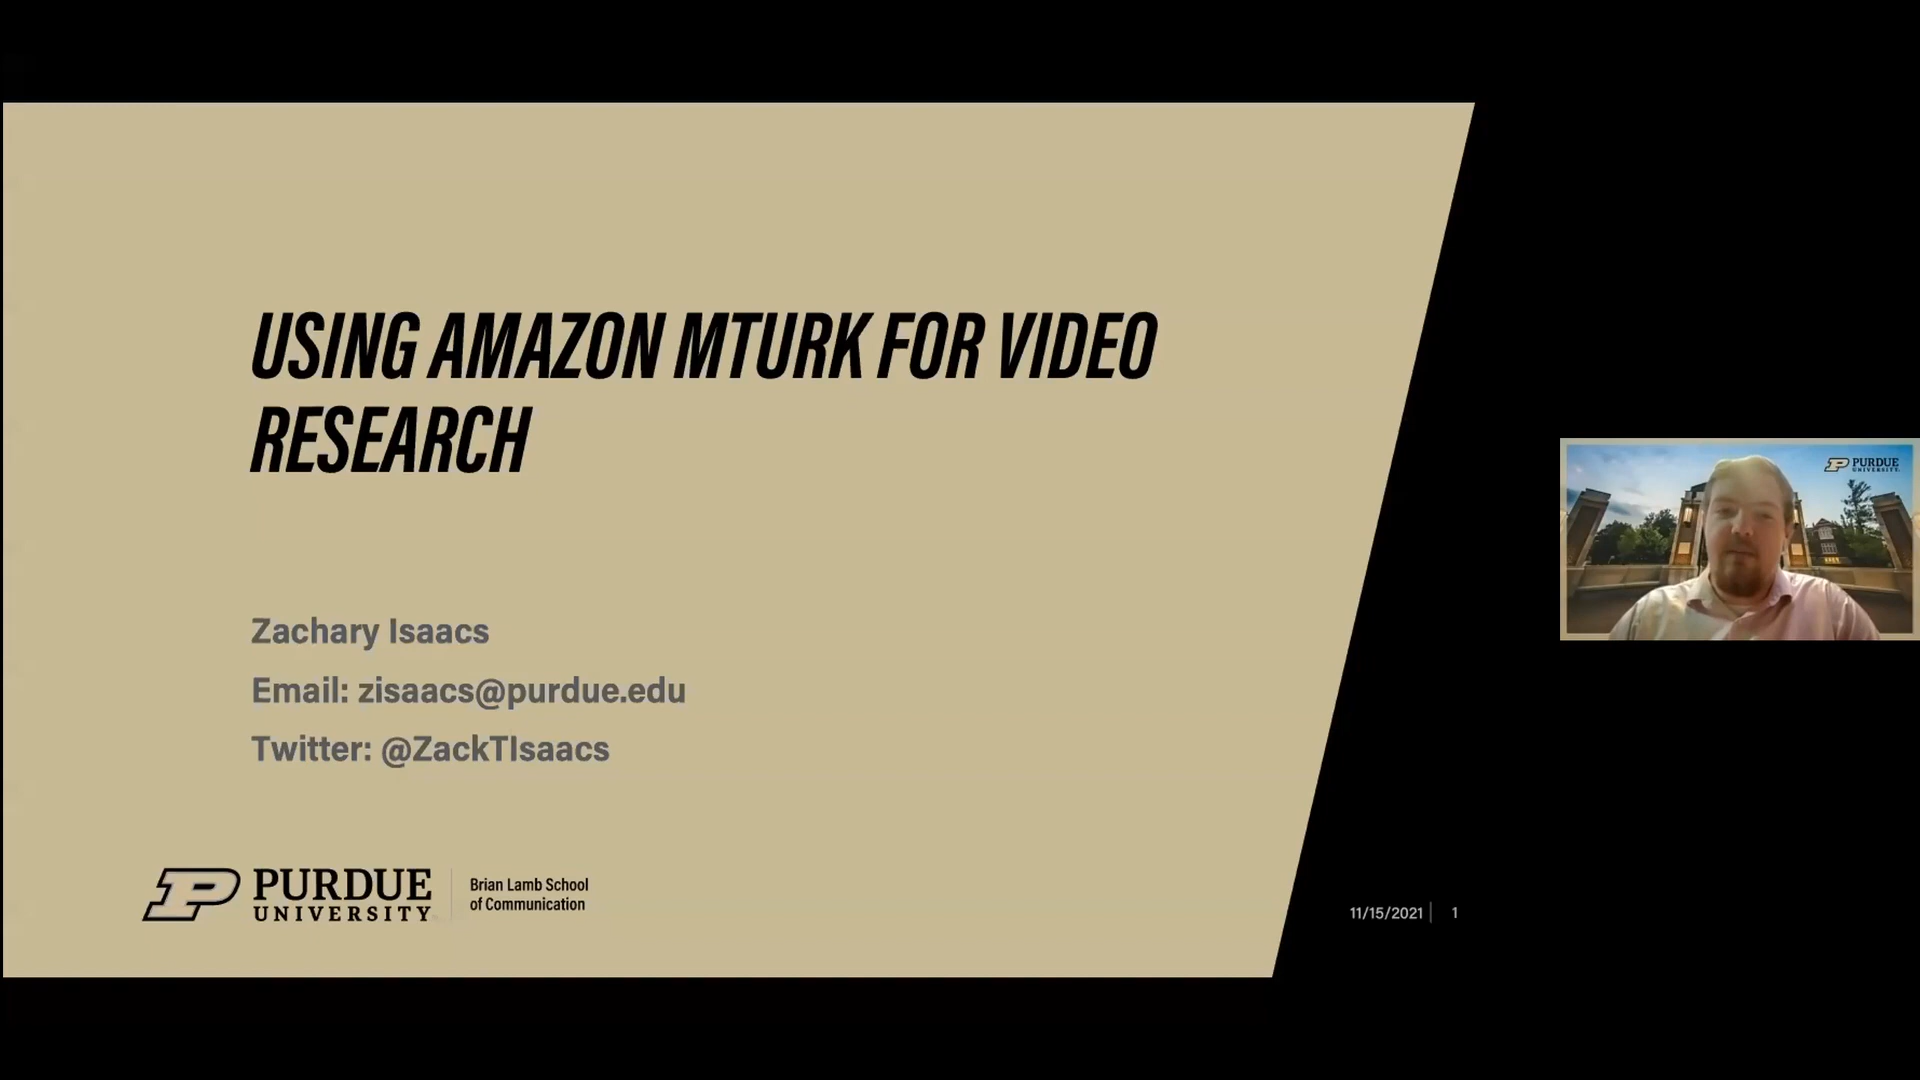 USING AMAZON MTURK FOR VIDEO
RESEARCH
Zachary Isaacs
Email: zisaacs@purdue.edu
Twitter: @ZackTIsaacs
PURDUE
UNIVERSITY
Brian Lamb School
of Communication
11/15/2021 | 1
PURDUE
UNIVERSITY